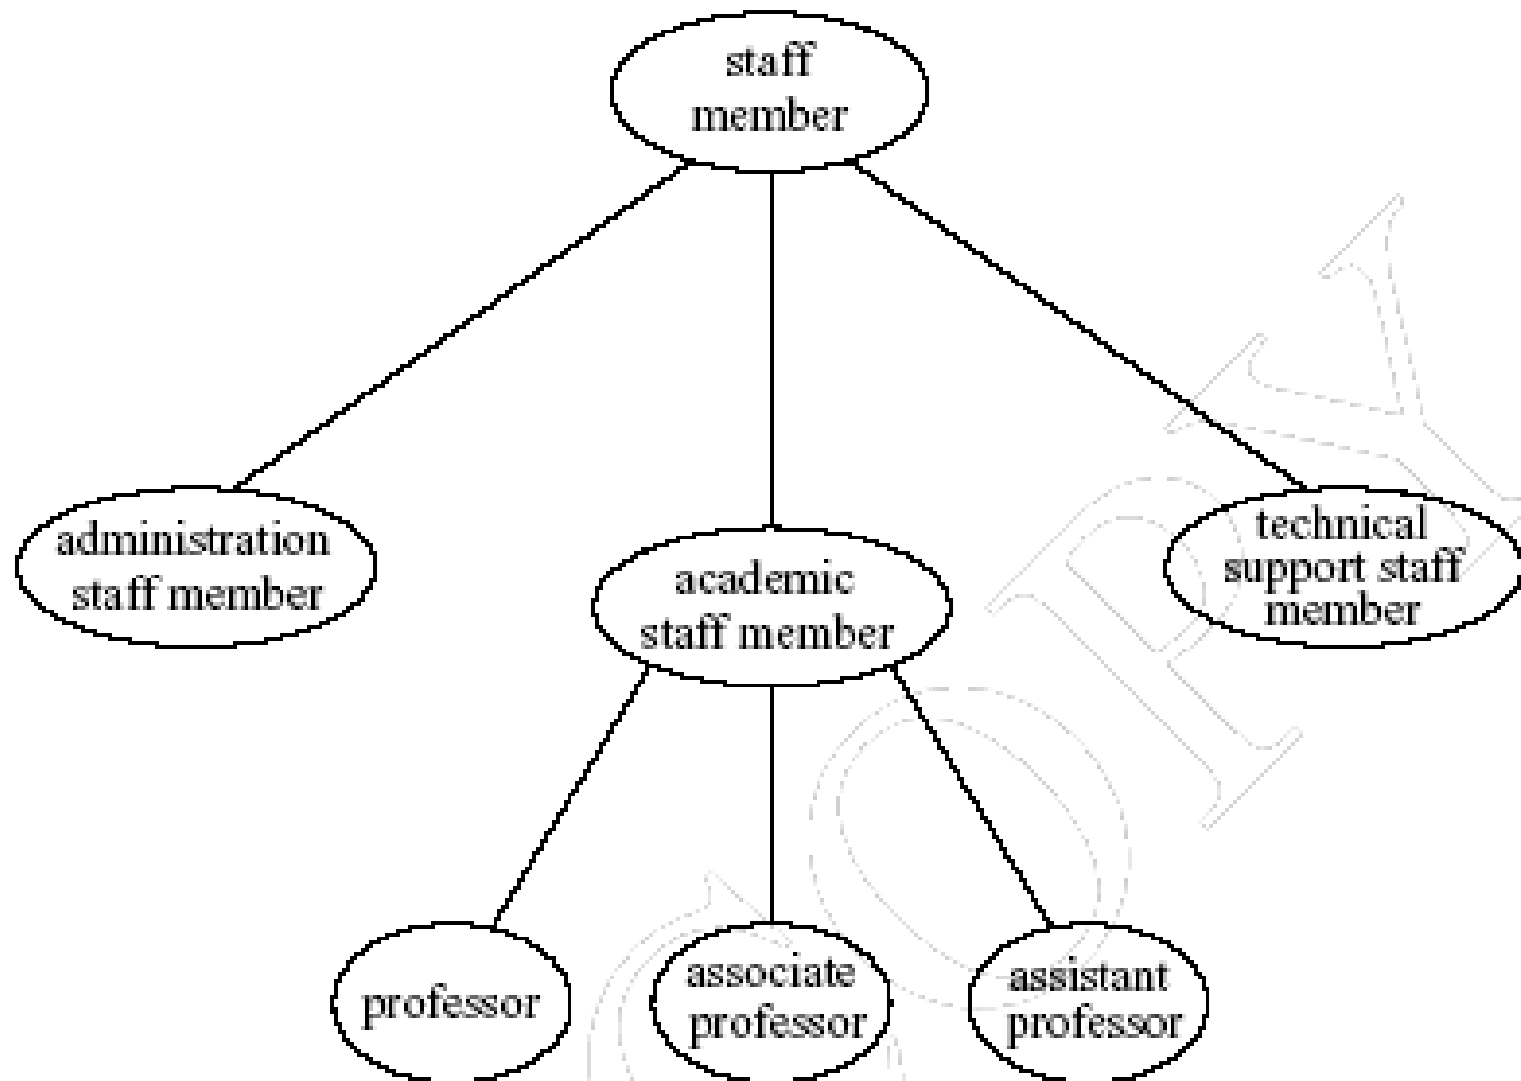 staff
member
administration
staff member
academic
staff member
technical
support staff
member
professor
associate
professor
assistant
professor